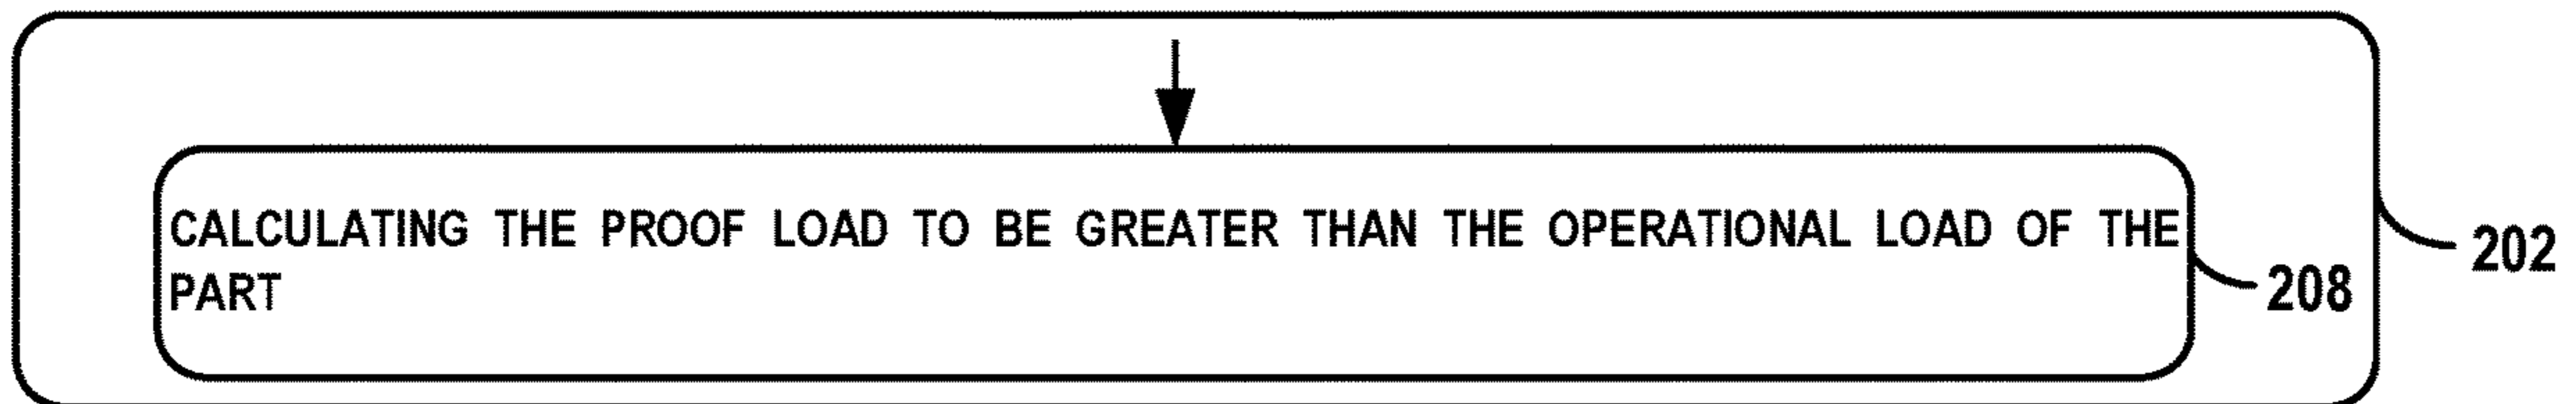 CALCULATING THE PROOF LOAD TO BE GREATER THAN THE OPERATIONAL LOAD OF THE
PART
202
208